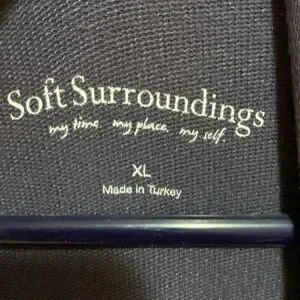 Soft Surroundings
my time. my place. my self.
XL
Made in Turkey